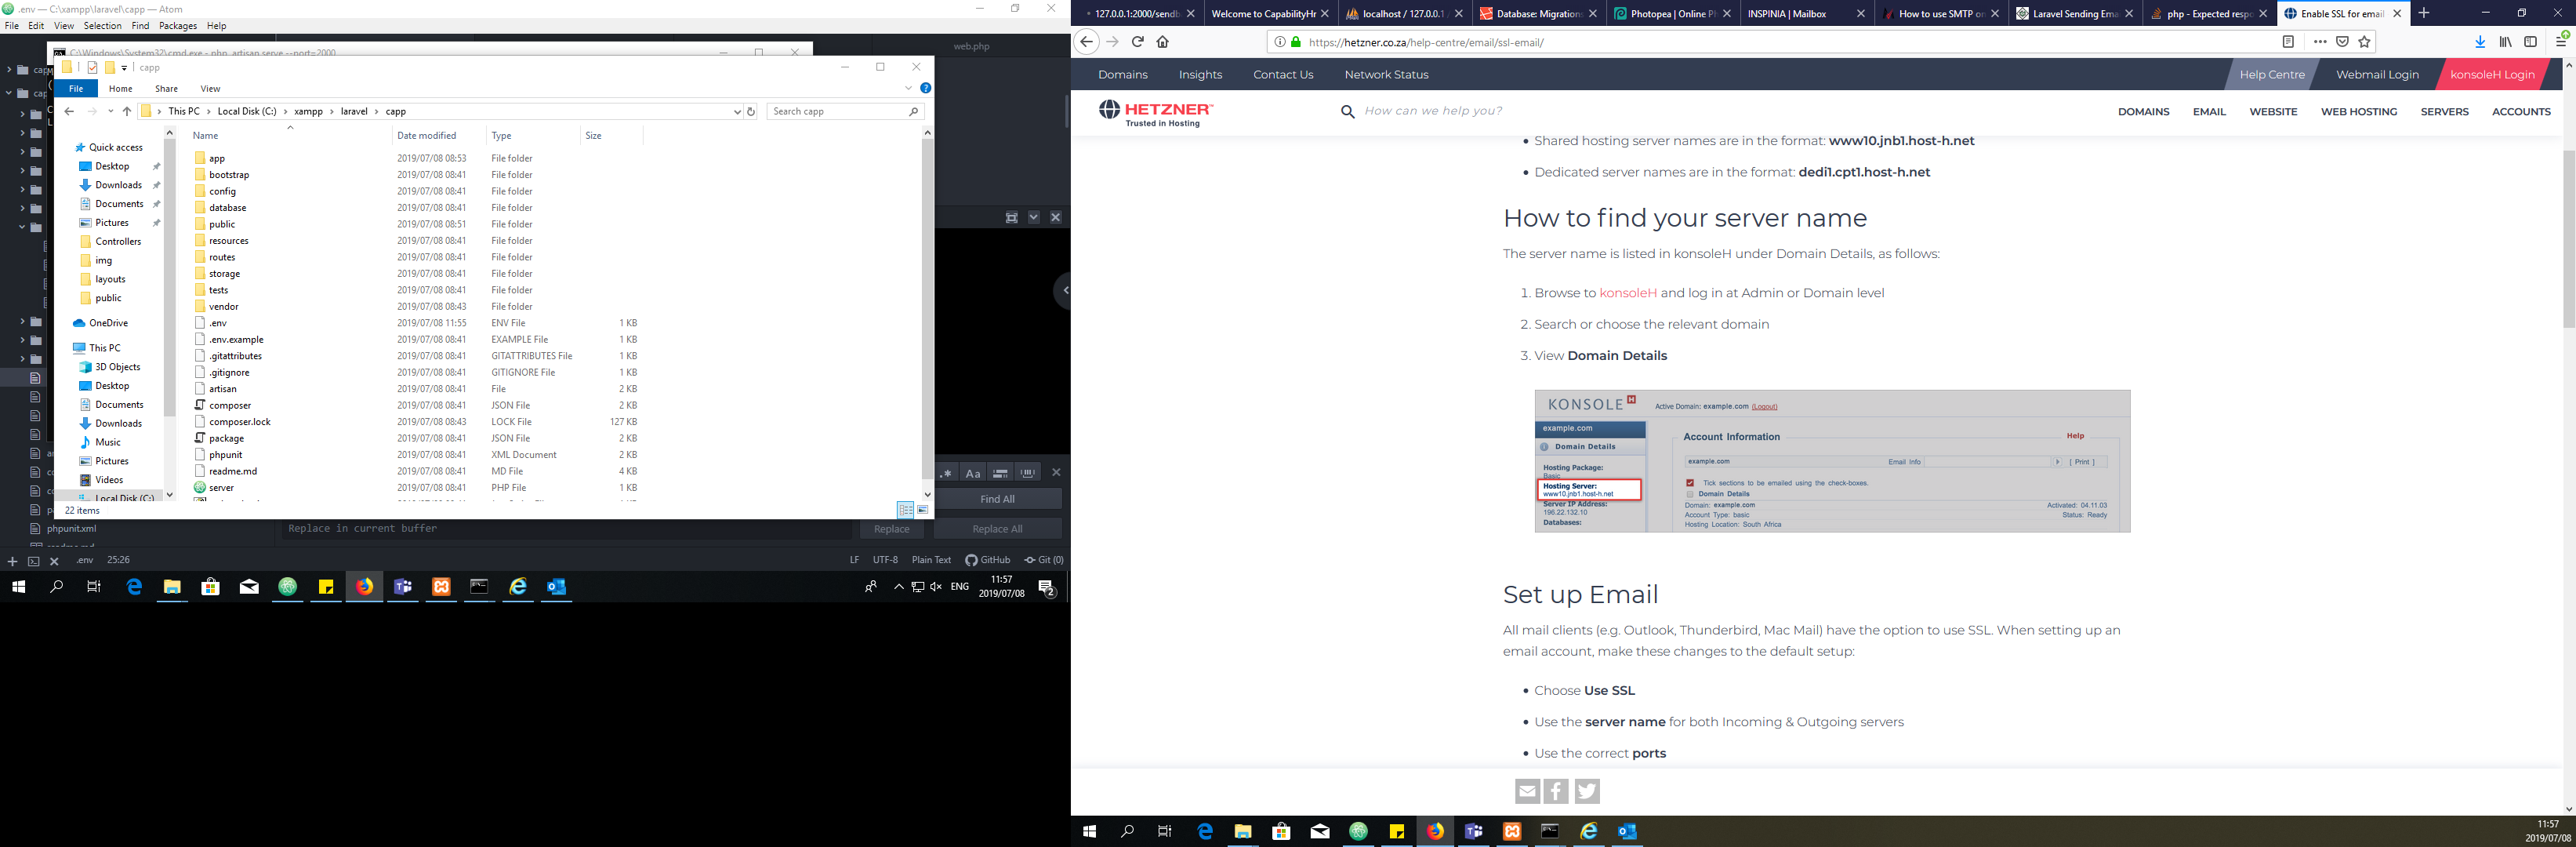 .env — C:\xampp\laravel\capp — Atom
File Edit View Selection Find Packages Help
C:\Windows\System32\cmd.exe - php artisan serve --port=2000
web.php
capp
File Home Share View
This PC > Local Disk (C:) > xampp > laravel > capp
Search capp
Name Date modified Type Size
Quick access
Desktop
Downloads
Documents
Pictures
Controllers
img
layouts
public
OneDrive
This PC
3D Objects
Desktop
Documents
Downloads
Music
Pictures
Videos
Local Disk (C:)
app 2019/07/08 08:53 File folder
bootstrap 2019/07/08 08:41 File folder
config 2019/07/08 08:41 File folder
database 2019/07/08 08:41 File folder
public 2019/07/08 08:51 File folder
resources 2019/07/08 08:41 File folder
routes 2019/07/08 08:41 File folder
storage 2019/07/08 08:41 File folder
tests 2019/07/08 08:41 File folder
vendor 2019/07/08 08:43 File folder
.env 2019/07/08 11:55 ENV File 1 KB
.env.example 2019/07/08 08:41 EXAMPLE File 1 KB
.gitattributes 2019/07/08 08:41 GITATTRIBUTES File 1 KB
.gitignore 2019/07/08 08:41 GITIGNORE File 1 KB
artisan 2019/07/08 08:41 File 2 KB
composer 2019/07/08 08:41 JSON File 2 KB
composer.lock 2019/07/08 08:43 LOCK File 127 KB
package 2019/07/08 08:41 JSON File 2 KB
phpunit 2019/07/08 08:41 XML Document 2 KB
readme.md 2019/07/08 08:41 MD File 4 KB
server 2019/07/08 08:41 PHP File 1 KB
22 items
.* Aa
Find All
phpunit.xml
Replace in current buffer
Replace
Replace All
.env 25:26
LF UTF-8 Plain Text GitHub Git (0)
ENG
11:57
2019/07/08
2
127.0.0.1:2000/sendb
Welcome to CapabilityHr
localhost / 127.0.0.1 /
Database: Migrations
Photopea | Online Ph
INSPINIA | Mailbox
How to use SMTP on
Laravel Sending Ema
php - Expected respo
Enable SSL for email
https://hetzner.co.za/help-centre/email/ssl-email/
Domains Insights Contact Us Network Status
Help Centre Webmail Login konsoleH Login
HETZNER
Trusted in Hosting
How can we help you?
DOMAINS EMAIL WEBSITE WEB HOSTING SERVERS ACCOUNTS
• Shared hosting server names are in the format: www10.jnb1.host-h.net
• Dedicated server names are in the format: dedi1.cpt1.host-h.net
How to find your server name
The server name is listed in konsoleH under Domain Details, as follows:
1. Browse to konsoleH and log in at Admin or Domain level
2. Search or choose the relevant domain
3. View Domain Details
KONSOLE H
Active Domain: example.com (Logout)
example.com
Domain Details
Hosting Package:
Basic
Hosting Server:
www10.jnb1.host-h.net
Server IP Address:
196.22.132.10
Databases:
Account Information
Help
example.com Email Info [ Print ]
Tick sections to be emailed using the check-boxes.
Domain Details
Domain: example.com Activated: 04.11.03
Account Type: basic Status: Ready
Hosting Location: South Africa
Set up Email
All mail clients (e.g. Outlook, Thunderbird, Mac Mail) have the option to use SSL. When setting up an
email account, make these changes to the default setup:
• Choose Use SSL
• Use the server name for both Incoming & Outgoing servers
• Use the correct ports
11:57
2019/07/08